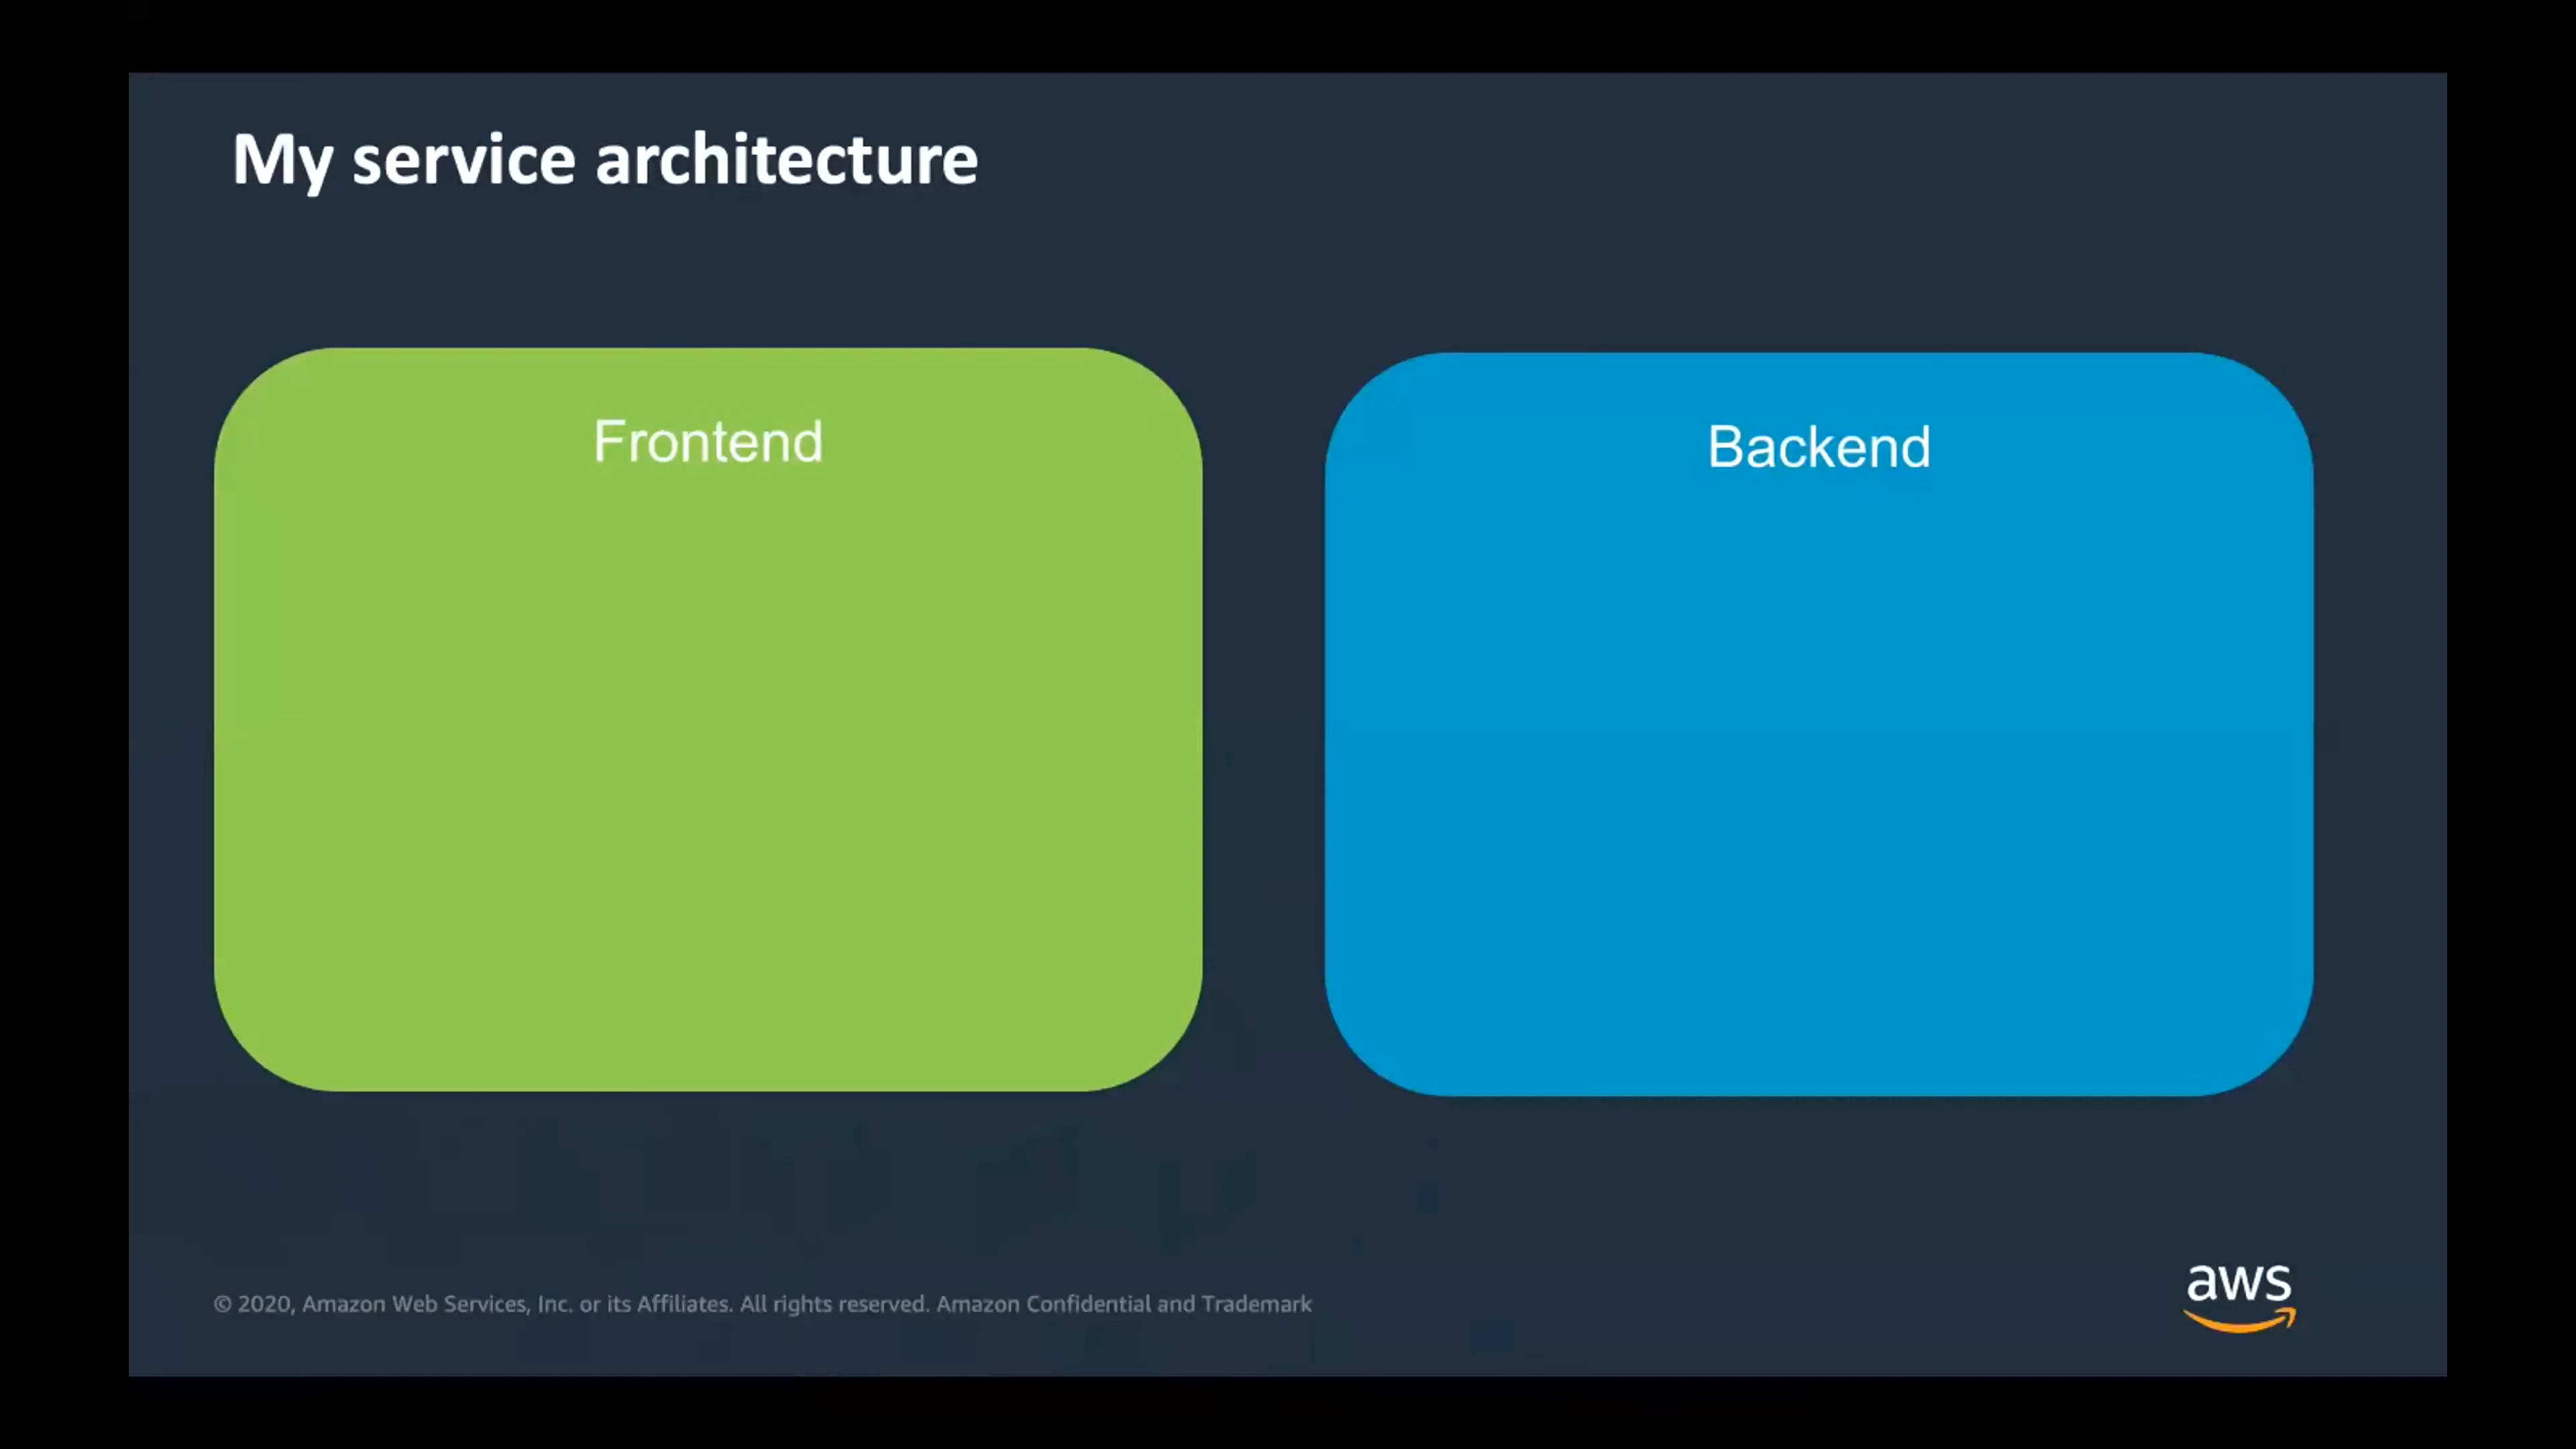 My service architecture
Frontend
Backend
© 2020, Amazon Web Services, Inc. or its Affiliates. All rights reserved. Amazon Confidential and Trademark
aws